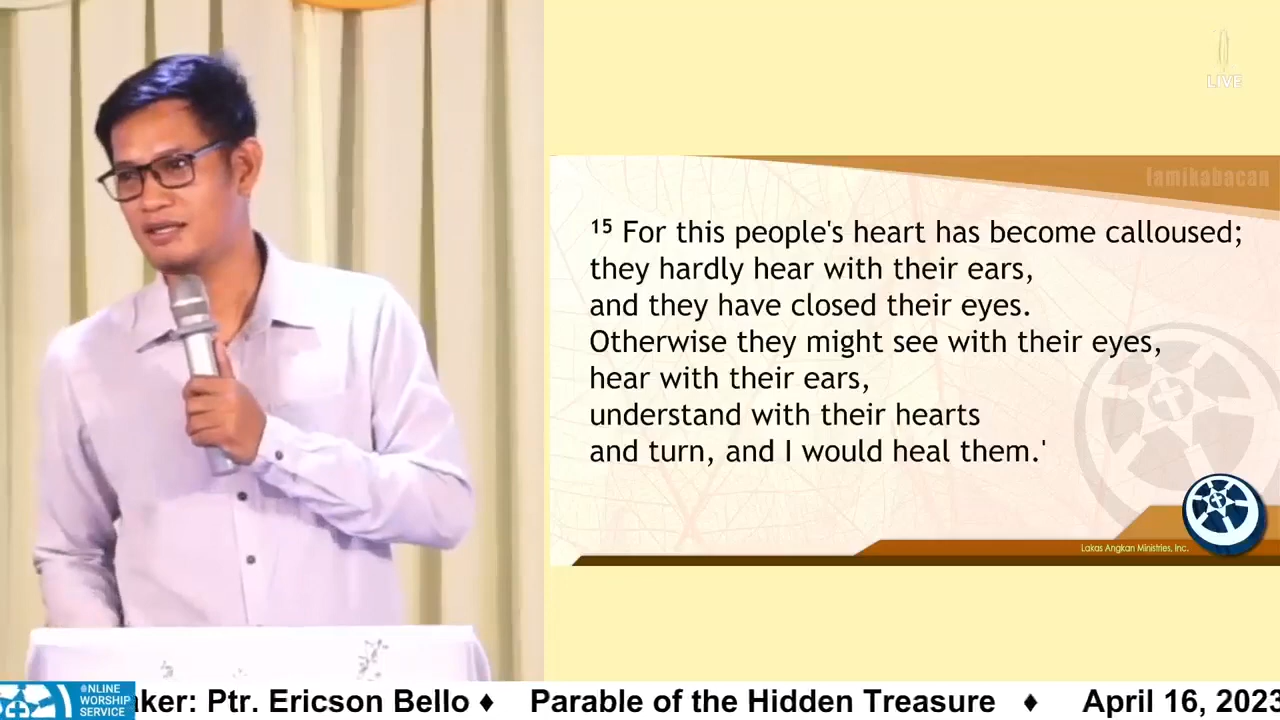 LIVE
lamikabacan
¹⁵ For this people's heart has become calloused;
they hardly hear with their ears,
and they have closed their eyes.
Otherwise they might see with their eyes,
hear with their ears,
understand with their hearts
and turn, and I would heal them.'
Lakas Angkan Ministries, Inc.
ONLINE
WORSHIP
SERVICE
aker: Ptr. Ericson Bello ♦ Parable of the Hidden Treasure ♦ April 16, 2023